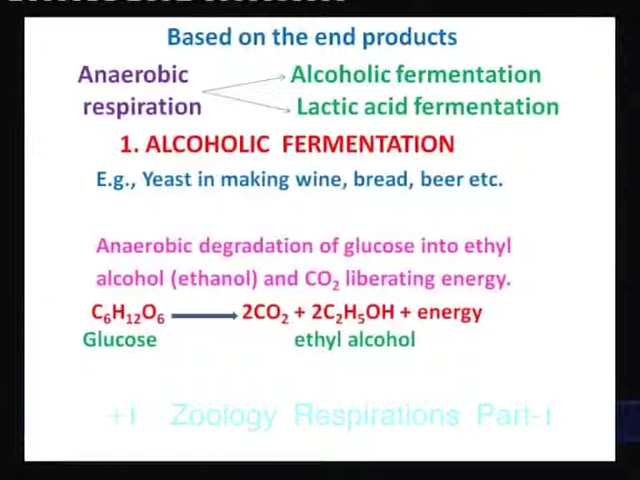 Based on the end products
Anaerobic respiration
Alcoholic fermentation
Lactic acid fermentation
1. ALCOHOLIC FERMENTATION
E.g., Yeast in making wine, bread, beer etc.
Anaerobic degradation of glucose into ethyl
alcohol (ethanol) and CO₂ liberating energy.
C₆H₁₂O₆ ⟶ 2CO₂ + 2C₂H₅OH + energy
Glucose ethyl alcohol
+1 Zoology Respirations Part-1